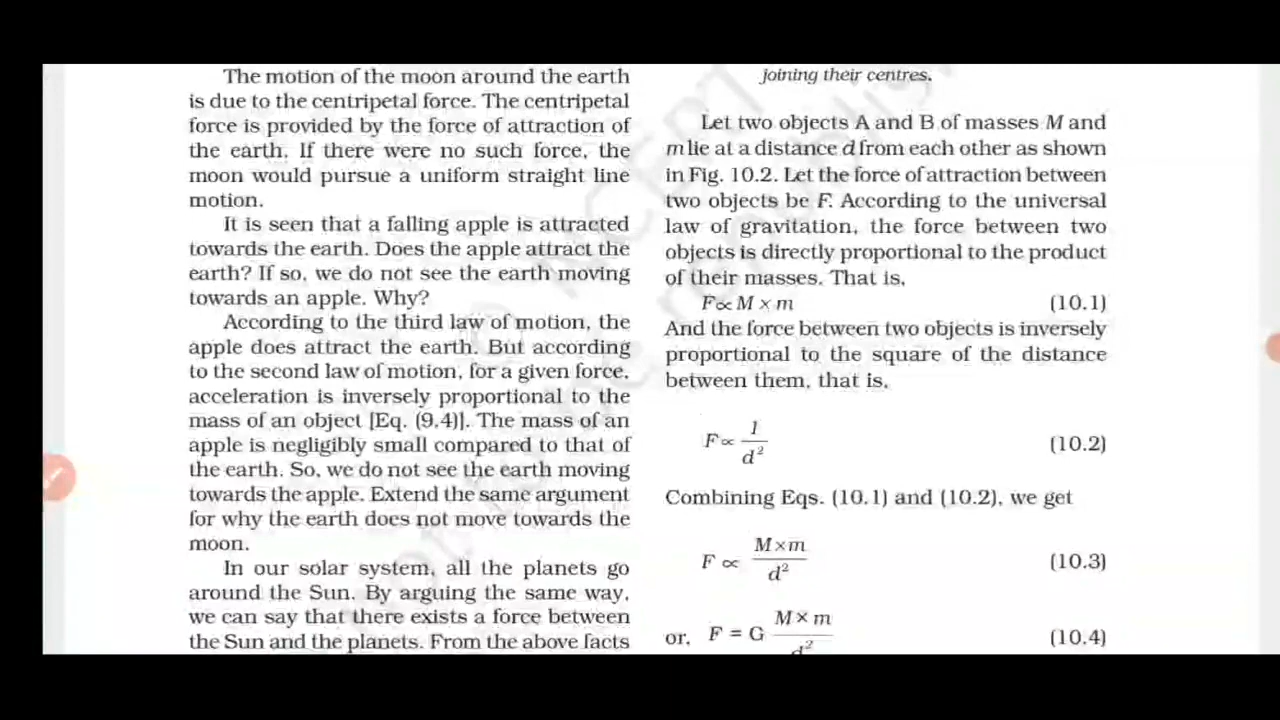 The motion of the moon around the earth
is due to the centripetal force. The centripetal
force is provided by the force of attraction of
the earth. If there were no such force, the
moon would pursue a uniform straight line
motion.
It is seen that a falling apple is attracted
towards the earth. Does the apple attract the
earth? If so, we do not see the earth moving
towards an apple. Why?
According to the third law of motion, the
apple does attract the earth. But according
to the second law of motion, for a given force,
acceleration is inversely proportional to the
mass of an object [Eq. (9.4)]. The mass of an
apple is negligibly small compared to that of
the earth. So, we do not see the earth moving
towards the apple. Extend the same argument
for why the earth does not move towards the
moon.
In our solar system, all the planets go
around the Sun. By arguing the same way,
we can say that there exists a force between
the Sun and the planets. From the above facts
joining their centres.
Let two objects A and B of masses M and
m lie at a distance d from each other as shown
in Fig. 10.2. Let the force of attraction between
two objects be F. According to the universal
law of gravitation, the force between two
objects is directly proportional to the product
of their masses. That is,
F∝ M × m (10.1)
And the force between two objects is inversely
proportional to the square of the distance
between them, that is,
F∝ 1/d² (10.2)
Combining Eqs. (10.1) and (10.2), we get
F ∝ M×m/d² (10.3)
or, F = G M× m/d² (10.4)